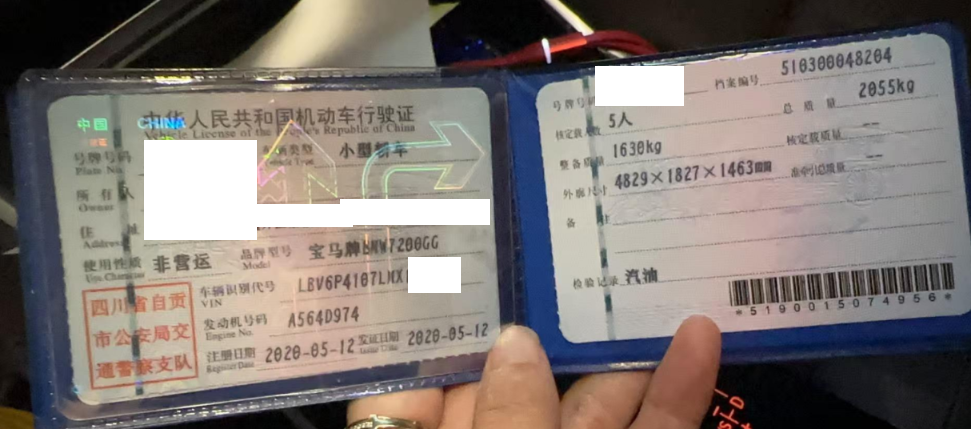 中国 CHINA
中华人民共和国机动车行驶证
Vehicle License of the People's Republic of China
号牌号码
Plate No.
车辆类型 小型轿车
Vehicle Type
所有人
Owner
住址
Address
使用性质 非营运
Use Character
品牌型号 宝马牌BMW7200GG
Model
四川省自贡
市公安局交
通警察支队
车辆识别代号
VIN
发动机号码 A564D974
Engine No.
注册日期 2020-05-12
Register Date
发证日期 2020-05-12
Issue Date
号牌号码
档案编号 510300048204
核定载人数 5人
总质量 2055kg
整备质量 1630kg
核定载质量 --
外廓尺寸 4829×1827×1463
准牵引总质量 --
备注
检验记录 汽油
*5190015074956*